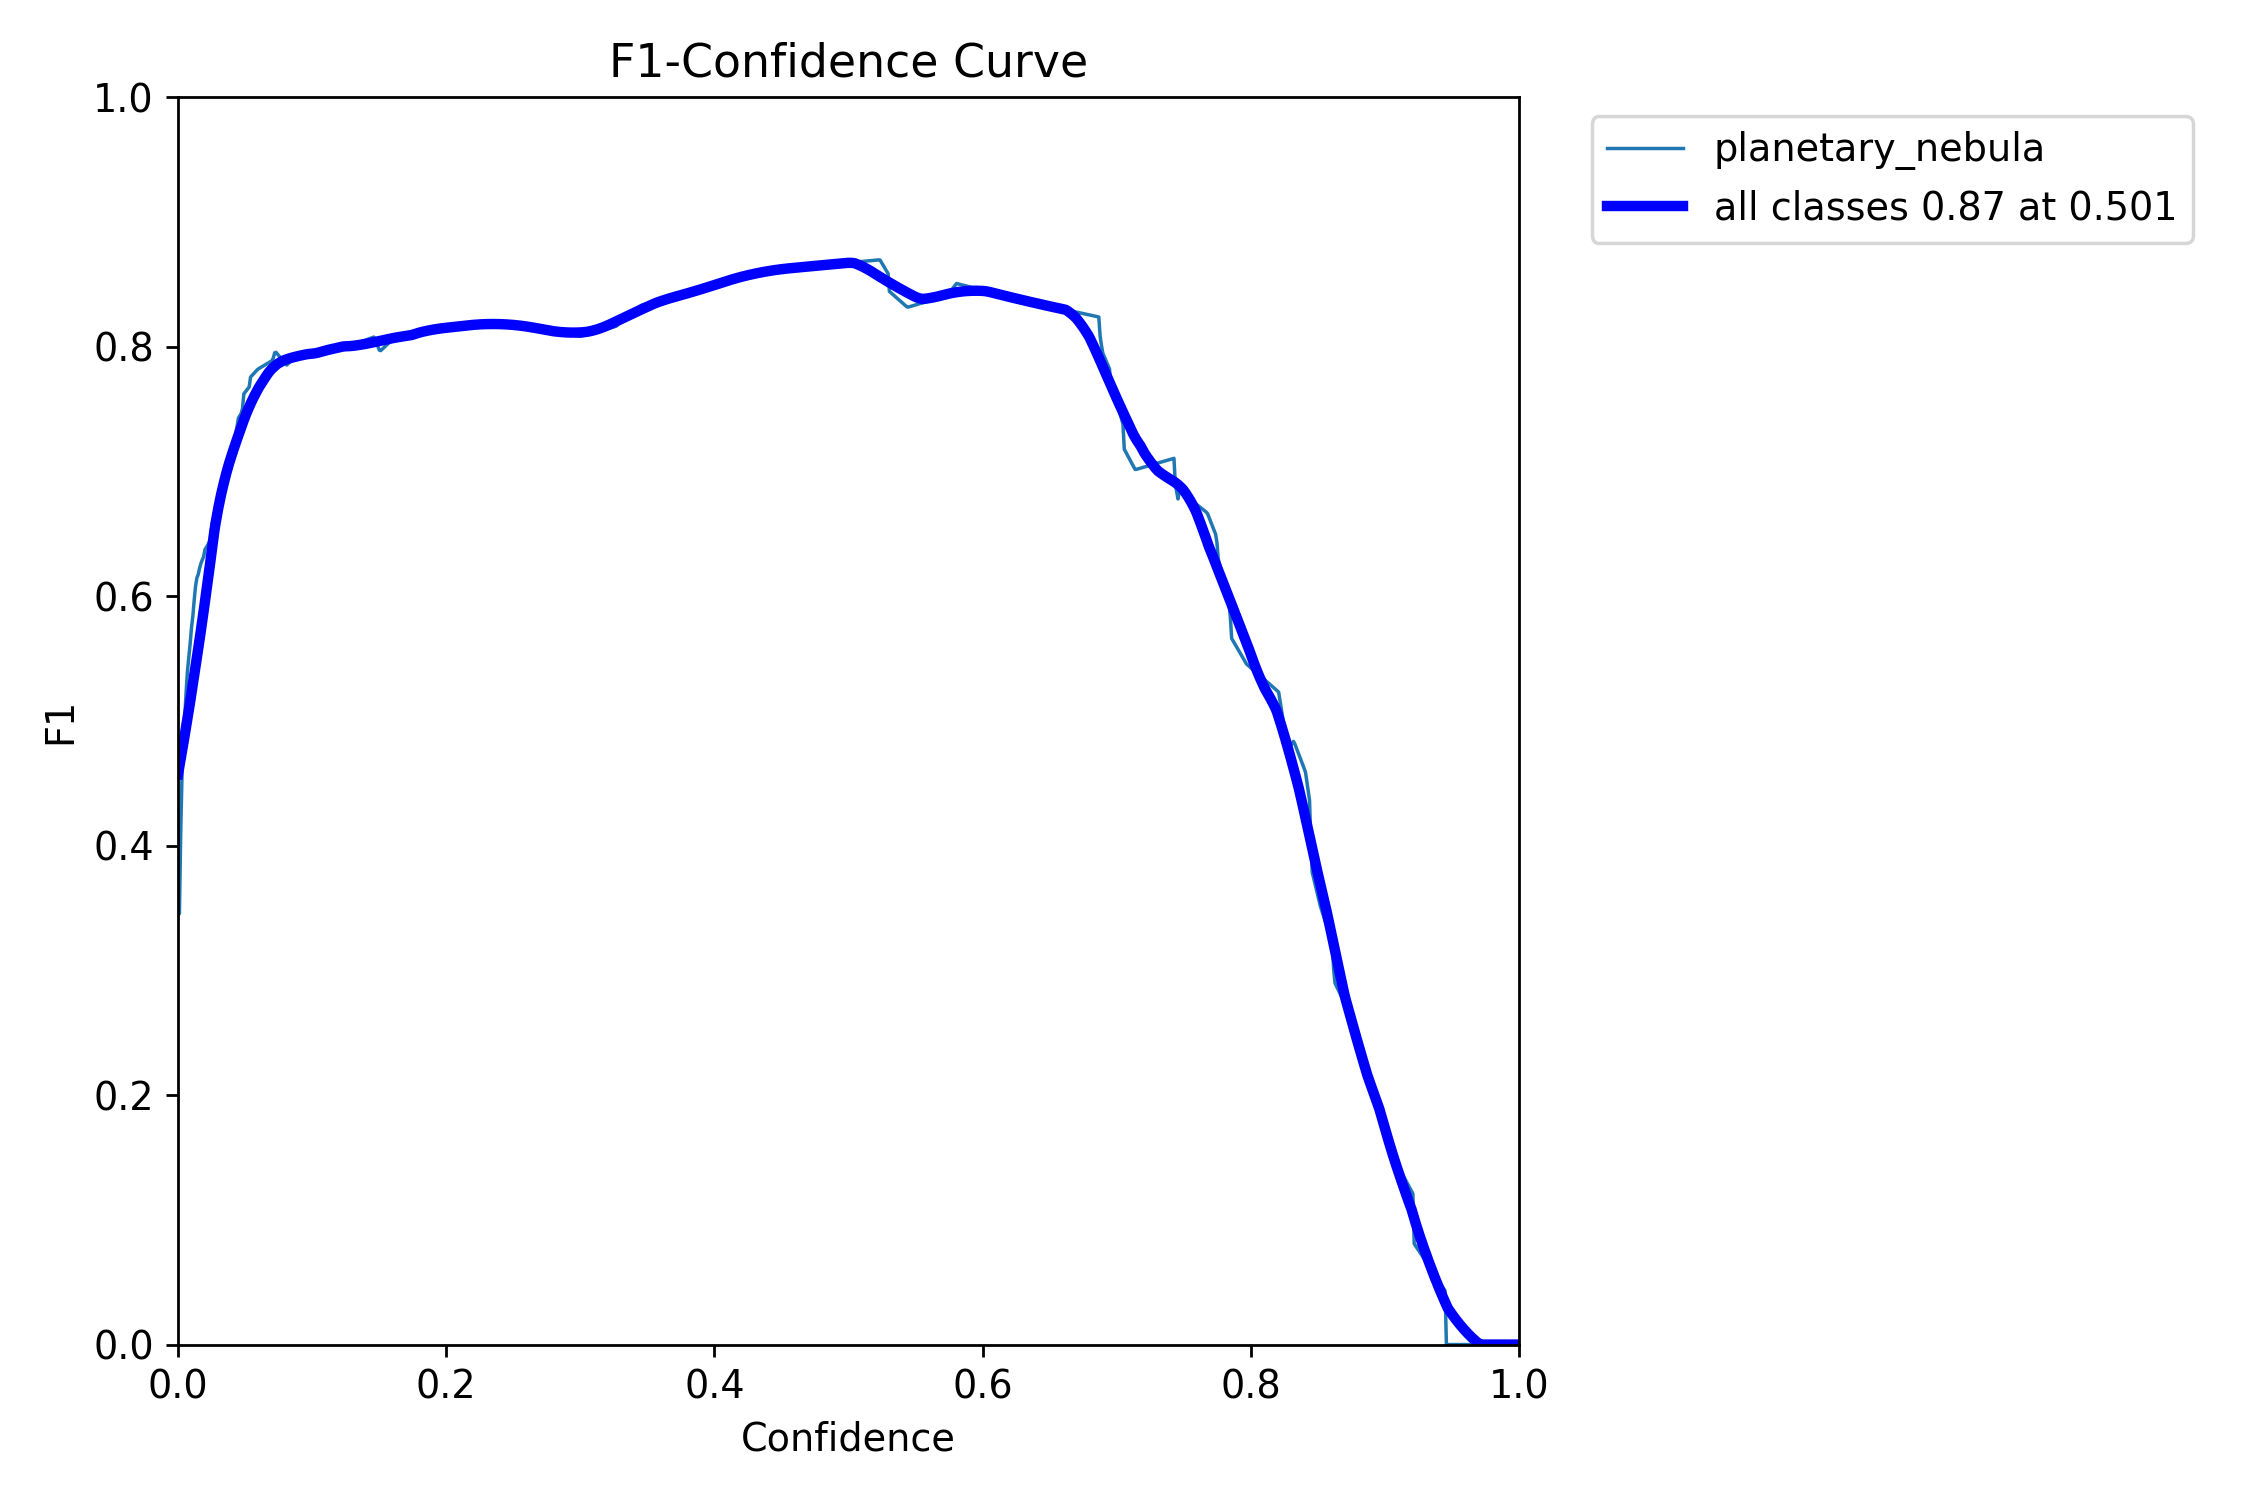 F1-Confidence Curve
1.0
0.8
0.6
0.4
0.2
0.0
F1
0.0 0.2 0.4 0.6 0.8 1.0
Confidence
planetary_nebula
all classes 0.87 at 0.501